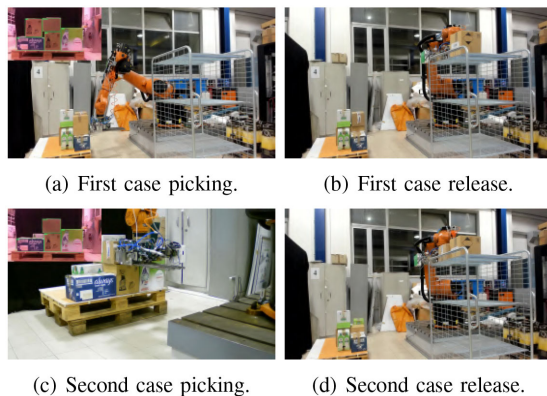 (a) First case picking.
(b) First case release.
(c) Second case picking.
(d) Second case release.